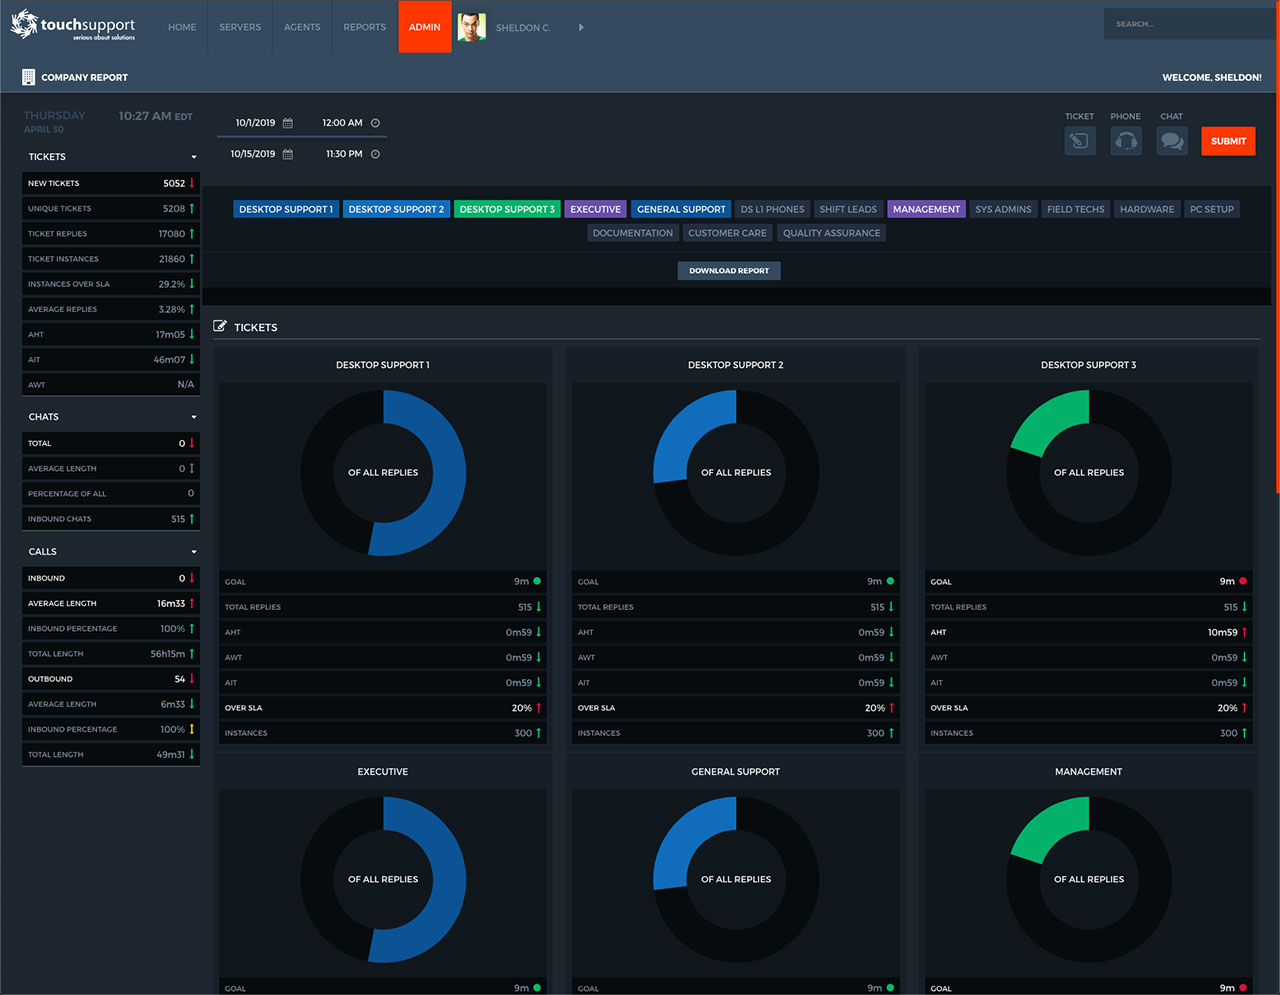 touchsupport
serious about solutions
HOME SERVERS AGENTS REPORTS ADMIN SHELDON C. SEARCH...
COMPANY REPORT WELCOME, SHELDON!
THURSDAY 10:27 AM EDT
APRIL 30
10/1/2019 12:00 AM
10/15/2019 11:30 PM
TICKET PHONE CHAT
SUBMIT
TICKETS
NEW TICKETS 5052
UNIQUE TICKETS 5208
TICKET REPLIES 17080
TICKET INSTANCES 21860
INSTANCES OVER SLA 29.2%
AVERAGE REPLIES 3.28%
AHT 17m05
AIT 46m07
AWT N/A
CHATS
TOTAL 0
AVERAGE LENGTH 0
PERCENTAGE OF ALL 0
INBOUND CHATS 515
CALLS
INBOUND 0
AVERAGE LENGTH 16m33
INBOUND PERCENTAGE 100%
TOTAL LENGTH 56h15m
OUTBOUND 54
AVERAGE LENGTH 6m33
INBOUND PERCENTAGE 100%
TOTAL LENGTH 49m31
DESKTOP SUPPORT 1 DESKTOP SUPPORT 2 DESKTOP SUPPORT 3 EXECUTIVE GENERAL SUPPORT DS L1 PHONES SHIFT LEADS MANAGEMENT SYS ADMINS FIELD TECHS HARDWARE PC SETUP
DOCUMENTATION CUSTOMER CARE QUALITY ASSURANCE
DOWNLOAD REPORT
TICKETS
DESKTOP SUPPORT 1
OF ALL REPLIES
GOAL 9m
TOTAL REPLIES 515
AHT 0m59
AWT 0m59
AIT 0m59
OVER SLA 20%
INSTANCES 300
DESKTOP SUPPORT 2
OF ALL REPLIES
GOAL 9m
TOTAL REPLIES 515
AHT 0m59
AWT 0m59
AIT 0m59
OVER SLA 20%
INSTANCES 300
DESKTOP SUPPORT 3
OF ALL REPLIES
GOAL 9m
TOTAL REPLIES 515
AHT 10m59
AWT 0m59
AIT 0m59
OVER SLA 20%
INSTANCES 300
EXECUTIVE
OF ALL REPLIES
GOAL 9m
GENERAL SUPPORT
OF ALL REPLIES
GOAL 9m
MANAGEMENT
OF ALL REPLIES
GOAL 9m